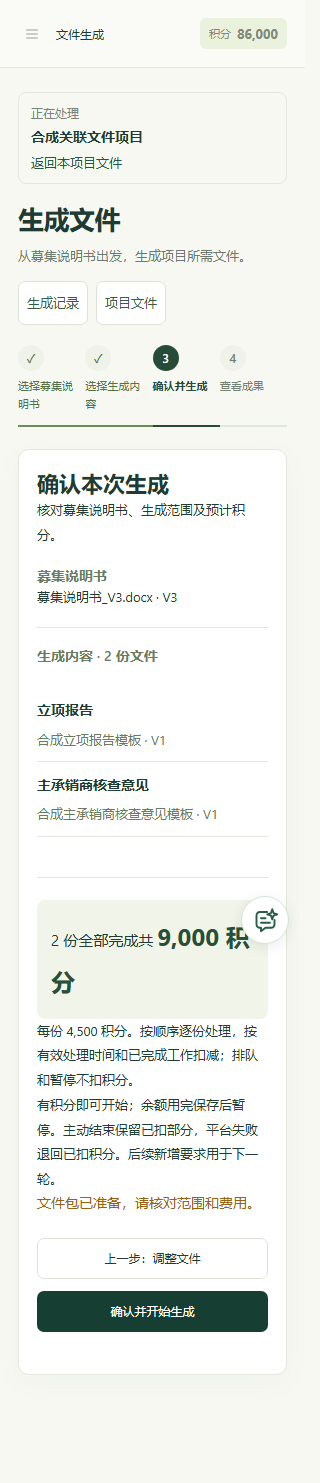 文件生成
积分 86,000
正在处理
合成关联文件项目
返回本项目文件
生成文件
从募集说明书出发，生成项目所需文件。
生成记录
项目文件
✓
✓
3
4
选择募集说
明书
选择生成内
容
确认并生成
查看成果
确认本次生成
核对募集说明书、生成范围及预计积
分。
募集说明书
募集说明书_V3.docx · V3
生成内容 · 2 份文件
立项报告
合成立项报告模板 · V1
主承销商核查意见
合成主承销商核查意见模板 · V1
2 份全部完成共 9,000 积
分
每份 4,500 积分。按顺序逐份处理，按
有效处理时间和已完成工作扣减；排队
和暂停不扣积分。
有积分即可开始；余额用完保存后暂
停。主动结束保留已扣部分，平台失败
退回已扣积分。后续新增要求用于下一
轮。
文件包已准备，请核对范围和费用。
上一步：调整文件
确认并开始生成